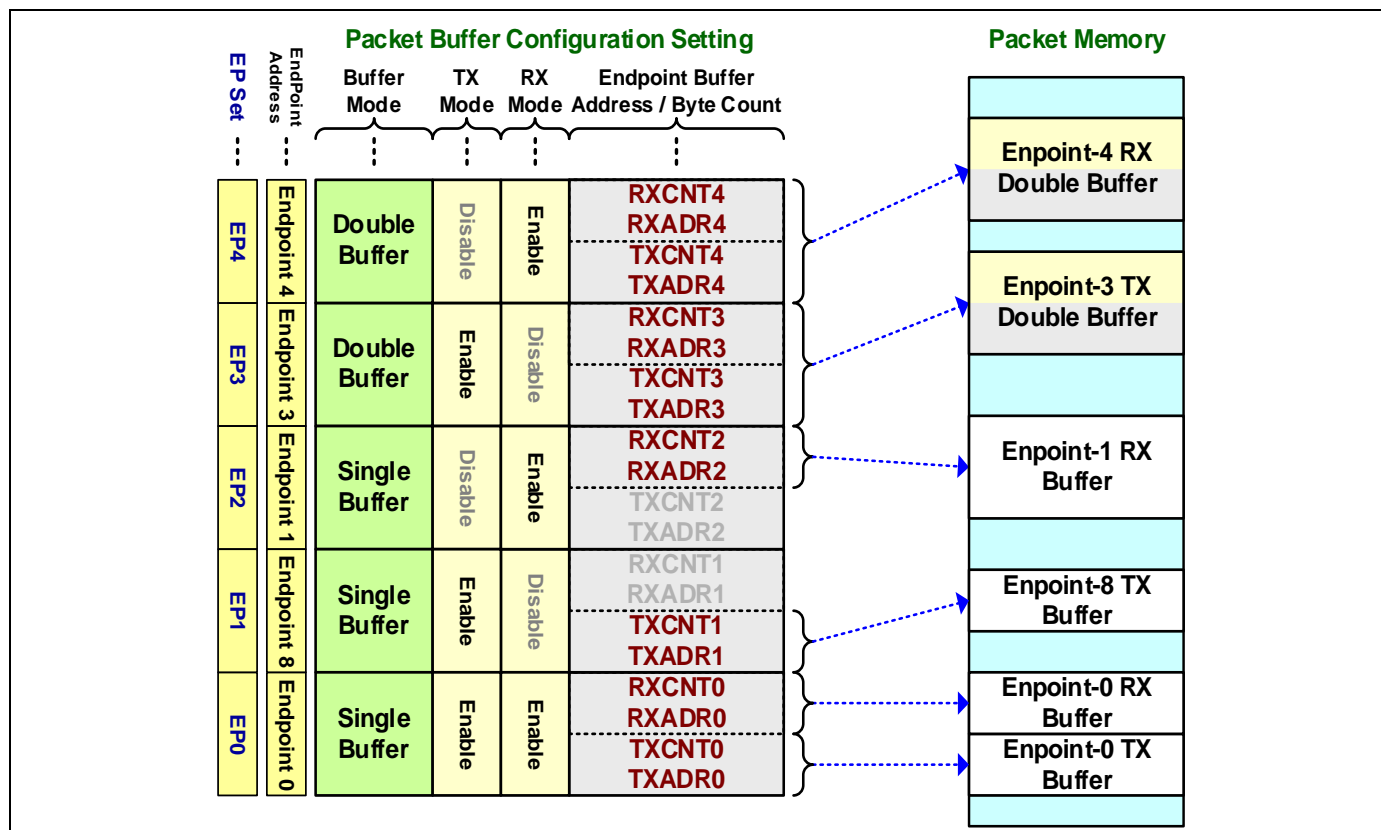 Packet Buffer Configuration Setting
Packet Memory
EP Set
EndPoint
Address
Buffer
Mode
TX
Mode
RX
Mode
Endpoint Buffer
Address / Byte Count
EP4
Endpoint 4
Double
Buffer
Disable
Enable
RXCNT4
RXADR4
TXCNT4
TXADR4
EP3
Endpoint 3
Double
Buffer
Enable
Disable
RXCNT3
RXADR3
TXCNT3
TXADR3
EP2
Endpoint 1
Single
Buffer
Disable
Enable
RXCNT2
RXADR2
TXCNT2
TXADR2
EP1
Endpoint 8
Single
Buffer
Enable
Disable
RXCNT1
RXADR1
TXCNT1
TXADR1
EP0
Endpoint 0
Single
Buffer
Enable
Enable
RXCNT0
RXADR0
TXCNT0
TXADR0
Enpoint-4 RX
Double Buffer
Enpoint-3 TX
Double Buffer
Enpoint-1 RX
Buffer
Enpoint-8 TX
Buffer
Enpoint-0 RX
Buffer
Enpoint-0 TX
Buffer